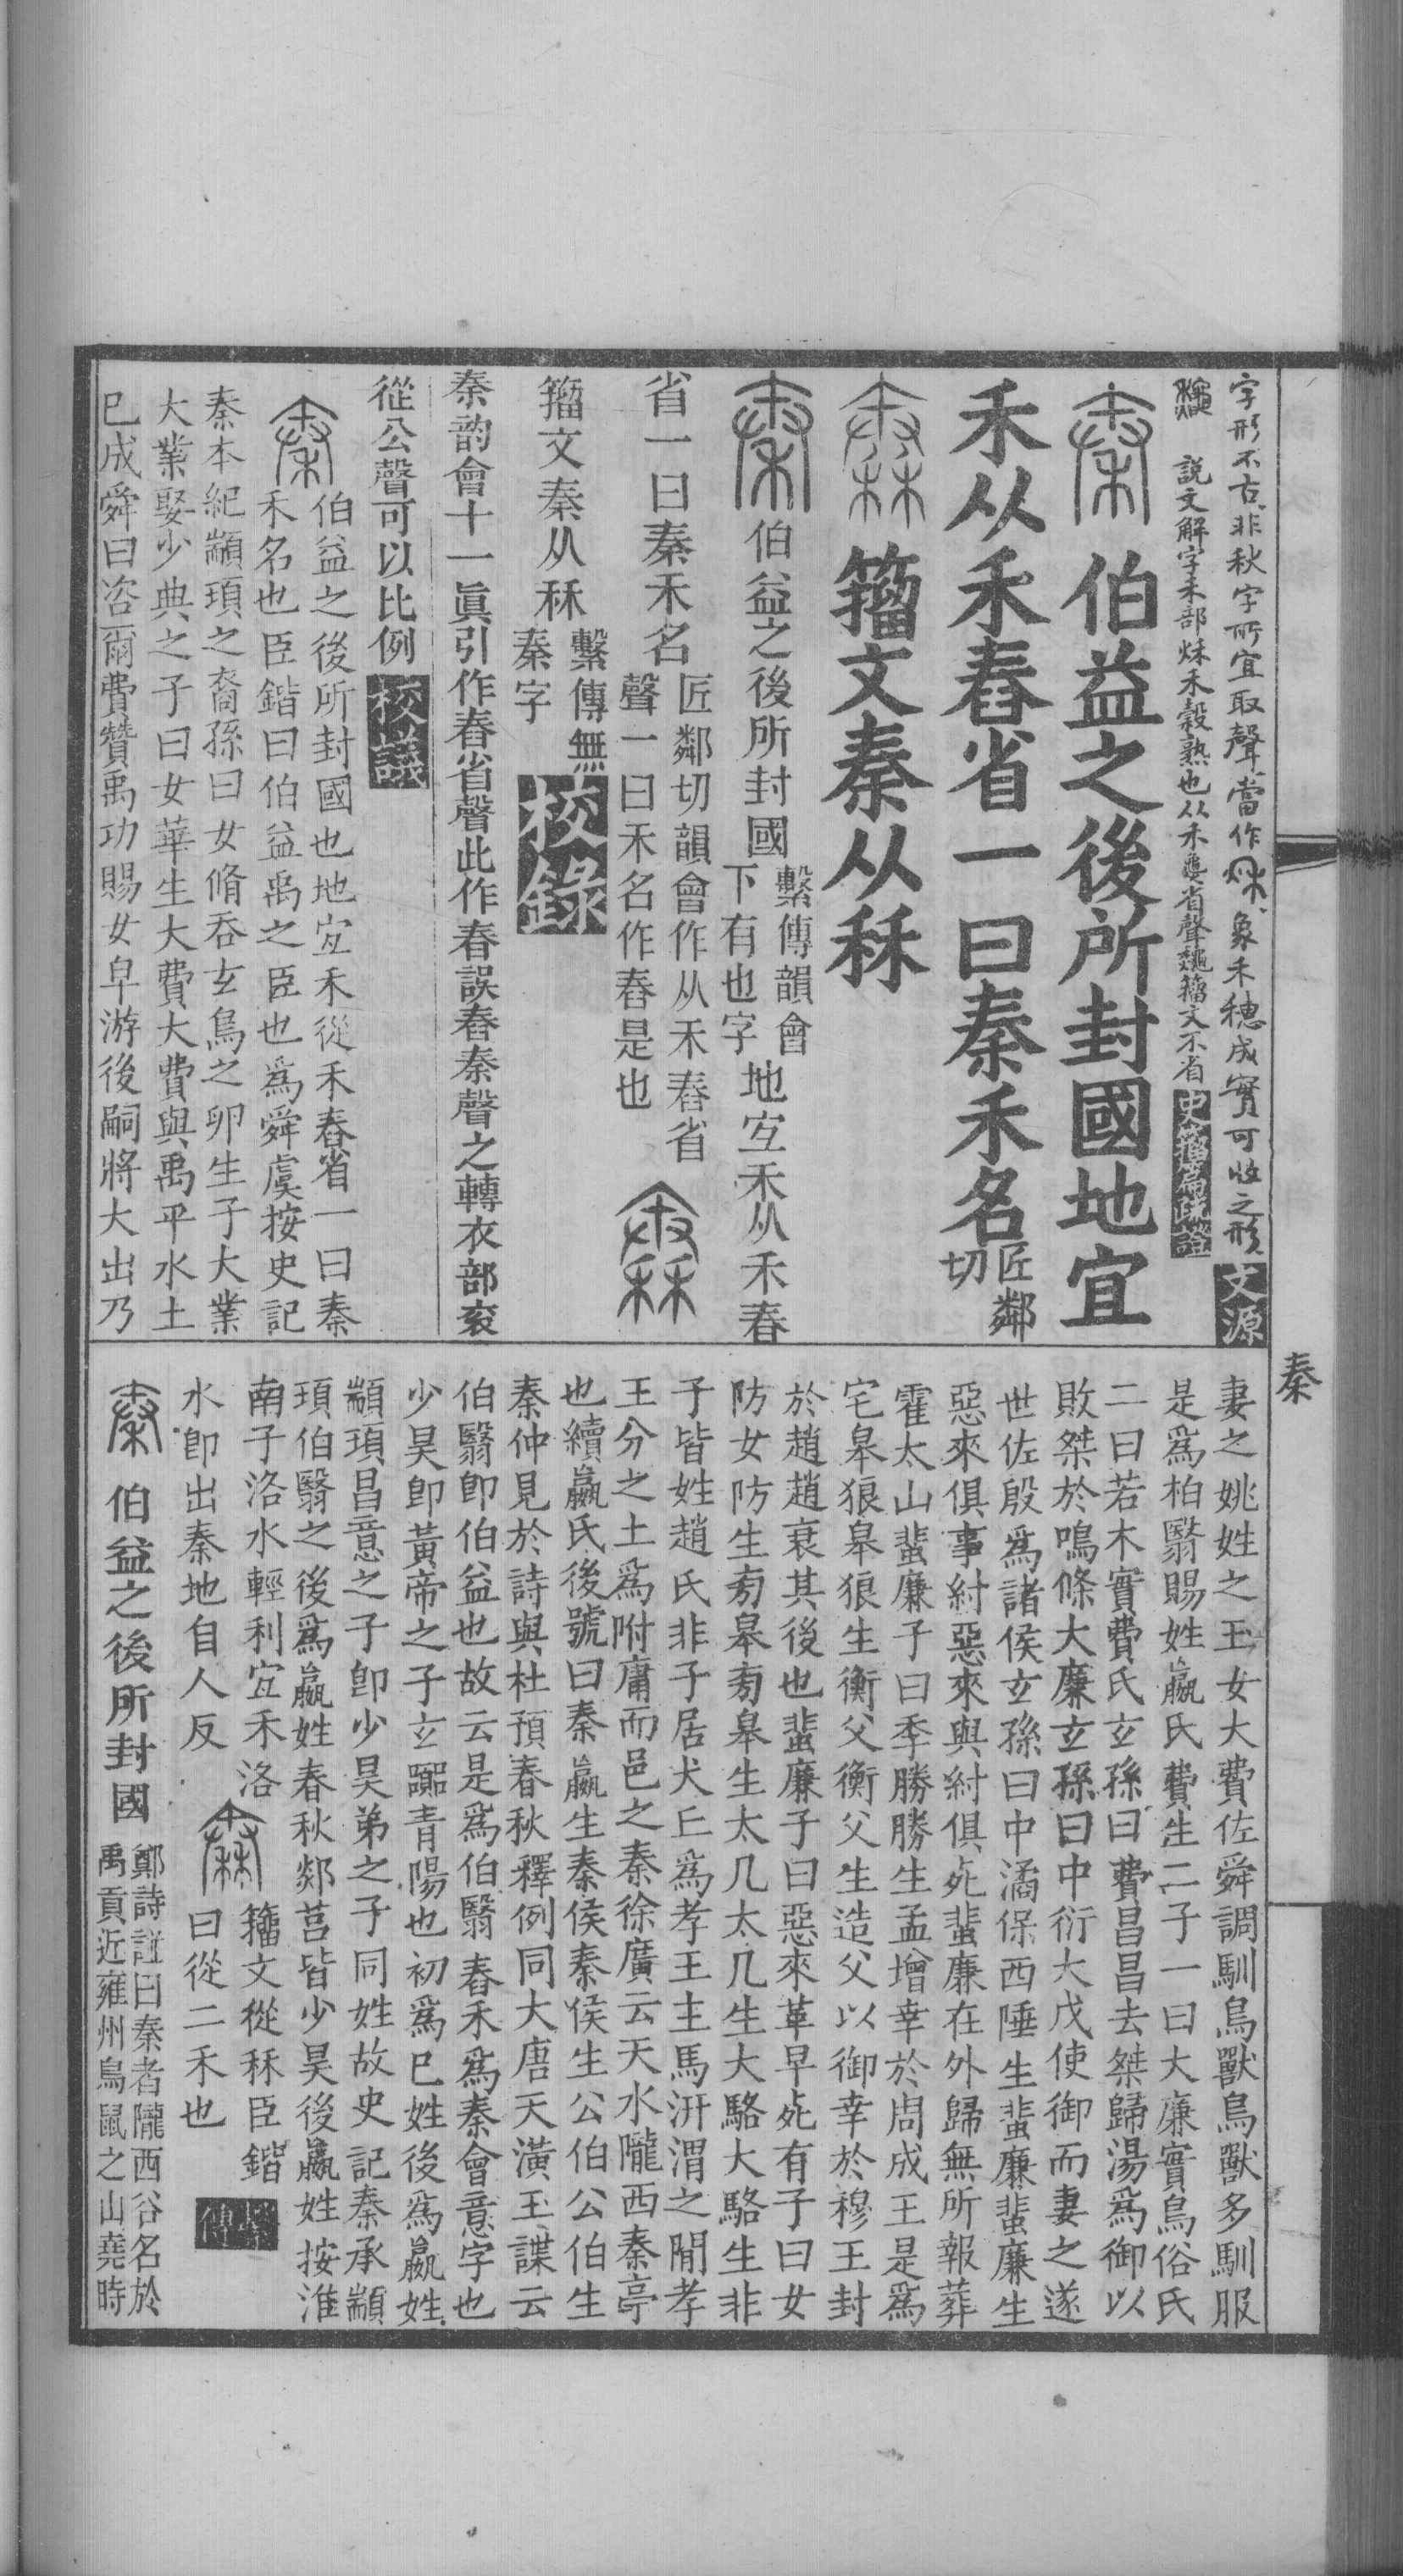 字形不古非秋字所宜取聲當作 象禾穗成實可收之形文源
說文解字禾部秌禾穀熟也从禾 省聲 籀文不省史籀篇疏證
伯益之後所封國地宜
禾从禾舂省一曰秦禾名匠鄰
切
籀文秦从秝
伯益之後所封國繫傳韻會
下有也字地宐禾从禾舂
省一曰秦禾名匠鄰切韻會作从禾舂省
聲一曰禾名作舂是也
籀文秦从秝繫傳無
秦字校錄
秦韵會十一眞引作舂省聲此作春誤舂秦聲之轉衣部衮
從公聲可以比例校議
伯益之後所封國也地宐禾從禾舂省一曰秦
禾名也臣鍇曰伯益禹之臣也爲舜虞按史記
秦本紀顓頊之裔孫曰女脩吞玄鳥之卵生子大業
大業娶少典之子曰女華生大費大費與禹平水土
已成舜曰咨爾費贊禹功賜女皁游後嗣將大出乃
秦
妻之姚姓之玉女大費佐舜調馴鳥獸鳥獸多馴服
是爲柏翳賜姓嬴氏費生二子一曰大廉實鳥俗氏
二曰若木實費氏玄孫曰費昌昌去桀歸湯爲御以
敗桀於鳴條大廉玄孫曰中衍大戊使御而妻之遂
世佐殷爲諸侯玄孫曰中潏保西陲生蜚廉蜚廉生
惡來俱事紂惡來與紂俱死蜚廉在外歸無所報葬
霍太山蜚廉子曰季勝勝生孟增幸於周成王是爲
宅皋狼皋狼生衡父衡父生造父以御幸於穆王封
於趙趙衰其後也蜚廉子曰惡來革早死有子曰女
防女防生旁皋旁皋生太几太几生大駱大駱生非
子皆姓趙氏非子居犬丘爲孝王主馬汧渭之閒孝
王分之土爲附庸而邑之秦徐廣云天水隴西秦亭
也續嬴氏後號曰秦嬴生秦侯秦侯生公伯公伯生
秦仲見於詩與杜預春秋釋例同大唐天潢玉諜云
伯翳卽伯益也故云是爲伯翳舂禾爲秦會意字也
少昊卽黃帝之子玄囂青陽也初爲巳姓後爲嬴姓
顓頊昌意之子卽少昊弟之子同姓故史記秦承顓
頊伯翳之後爲嬴姓春秋郯莒皆少昊後嬴姓按淮
南子洛水輕利宐禾洛
水卽出秦地自人反
籀文從秝臣鍇
曰從二禾也繫
傳
伯益之後所封國鄭詩誰曰秦者隴西谷名於
禹貢近雍州鳥鼠之山堯時